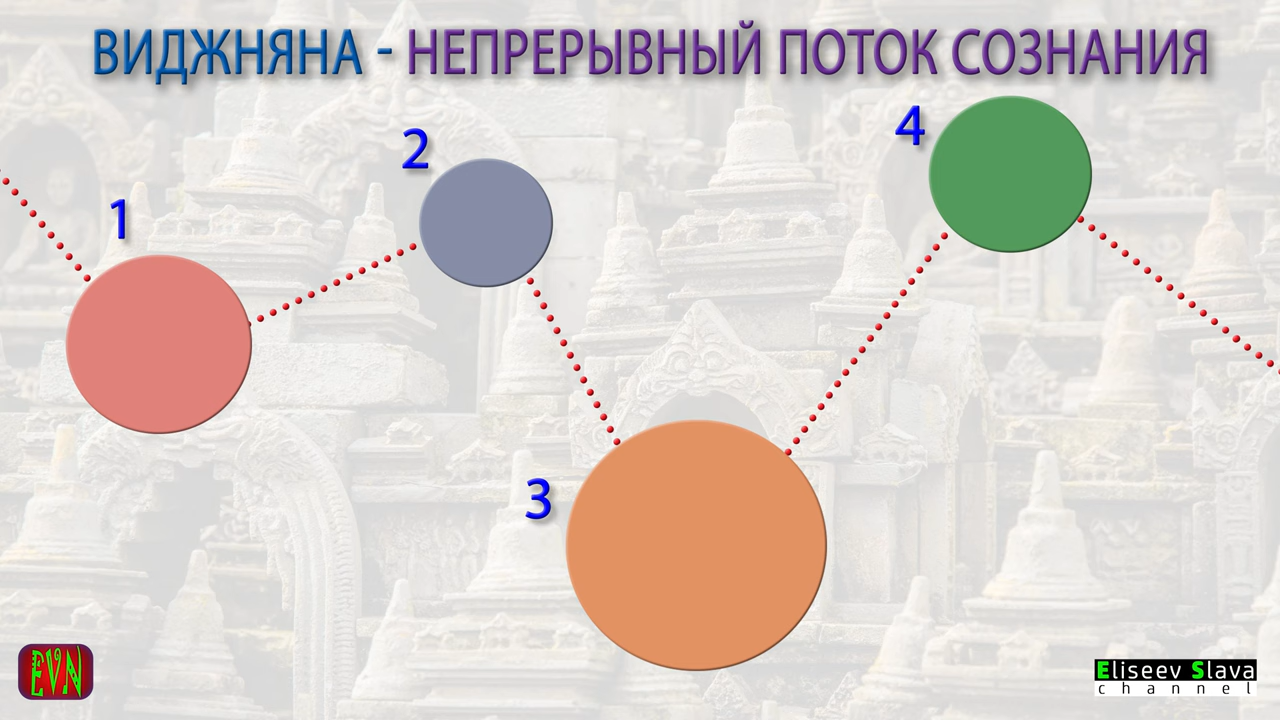 ВИДЖНЯНА - НЕПРЕРЫВНЫЙ ПОТОК СОЗНАНИЯ
4
2
1
3
EVN
Eliseev Slava
channel